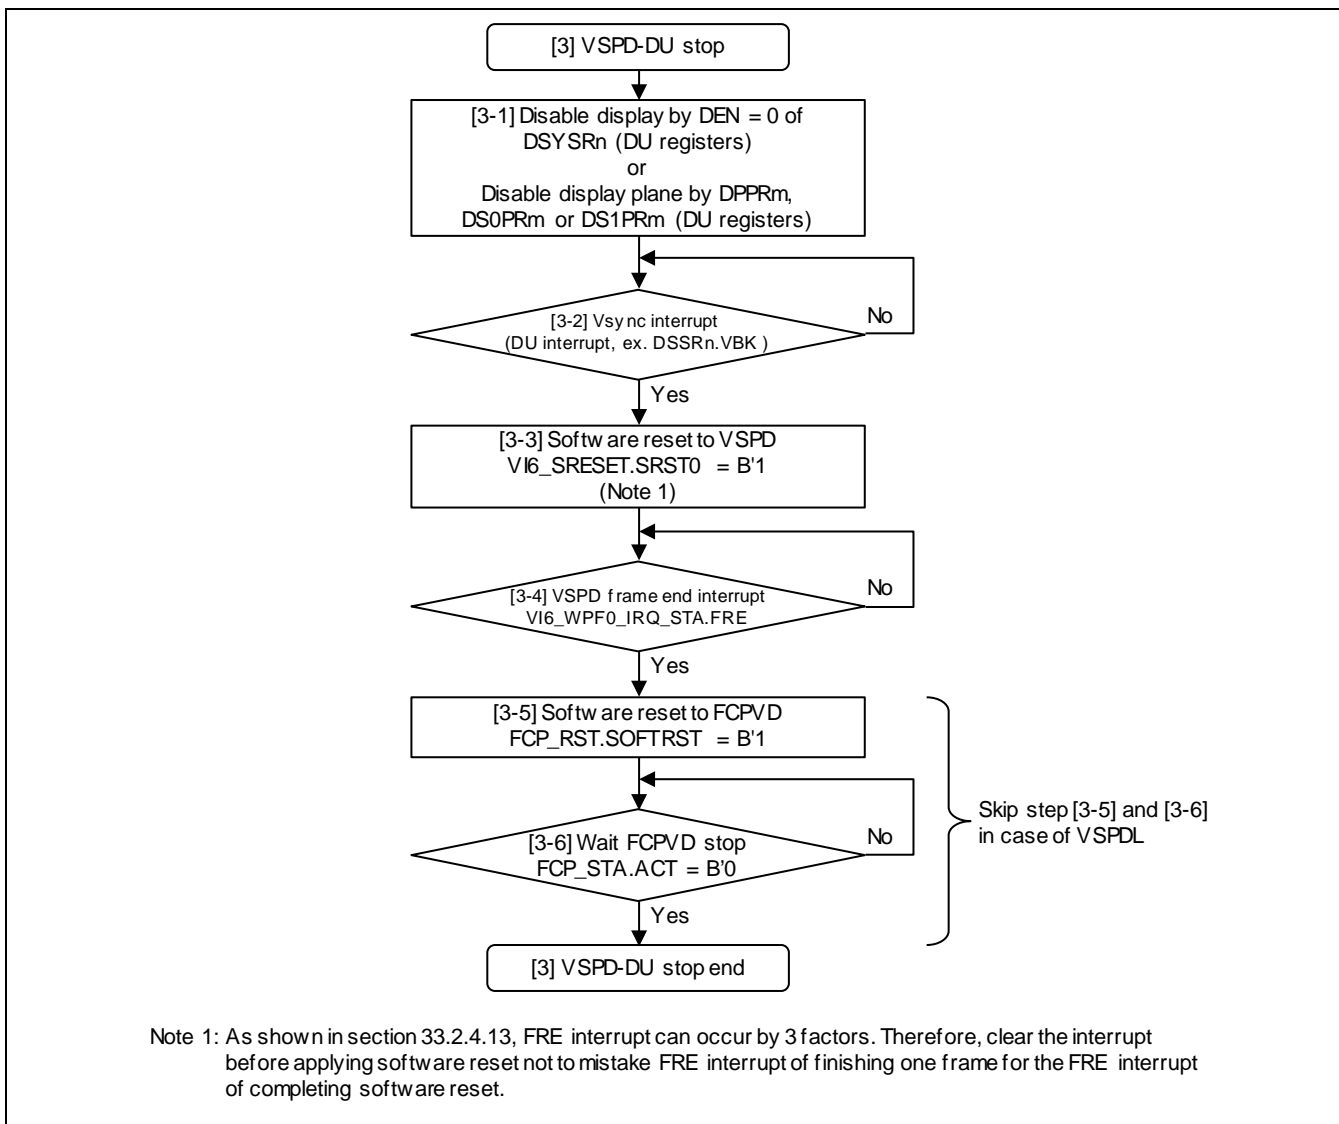 [3] VSPD-DU stop
[3-1] Disable display by DEN = 0 of
DSYSRn (DU registers)
or
Disable display plane by DPPRm,
DS0PRm or DS1PRm (DU registers)
[3-2] Vsync interrupt
(DU interrupt, ex. DSSRn.VBK )
No
Yes
[3-3] Software reset to VSPD
VI6_SRESET.SRST0 = B'1
(Note 1)
[3-4] VSPD frame end interrupt
VI6_WPF0_IRQ_STA.FRE
No
Yes
[3-5] Software reset to FCPVD
FCP_RST.SOFTRST = B'1
[3-6] Wait FCPVD stop
FCP_STA.ACT = B'0
No
Yes
Skip step [3-5] and [3-6]
in case of VSPDL
[3] VSPD-DU stop end
Note 1: As shown in section 33.2.4.13, FRE interrupt can occur by 3 factors. Therefore, clear the interrupt
before applying software reset not to mistake FRE interrupt of finishing one frame for the FRE interrupt
of completing software reset.